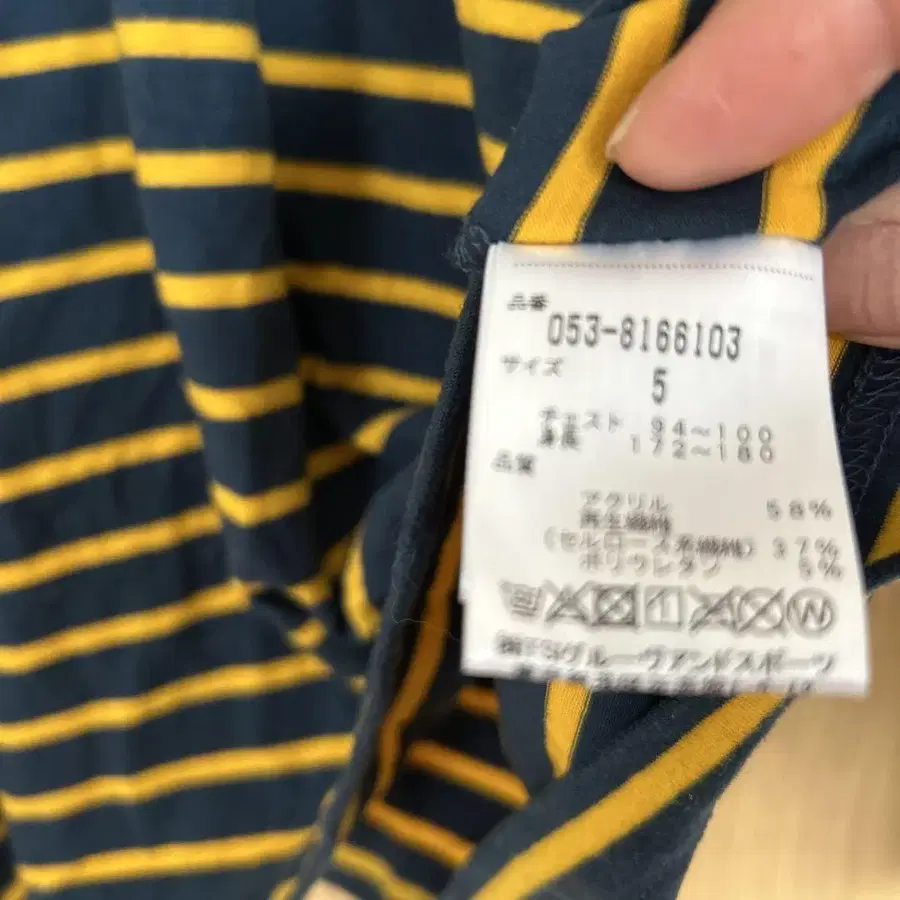 品番
053-8166103
サイズ
5
チェスト 94～100
身長 172～180
品質
アクリル 58%
再生繊維
(セルロース系繊維) 37%
ポリウレタン 5%
㈱TSIグルーヴアンドスポーツ